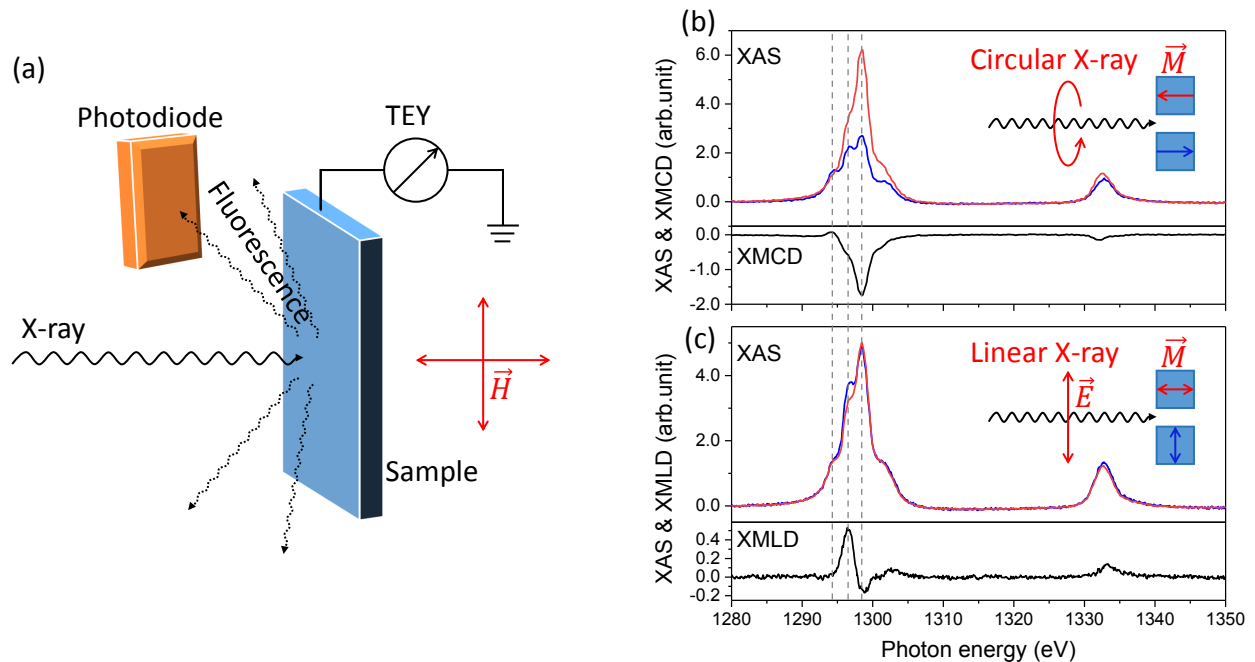 (a)
Photodiode
TEY
Fluorescence
X-ray
H
Sample
(b)
XAS
Circular X-ray
M
XMCD
XAS & XMCD (arb.unit)
6.0
4.0
2.0
0.0
0.0
-1.0
-2.0
(c)
XAS
Linear X-ray
M
E
XMLD
XAS & XMLD (arb.unit)
4.0
2.0
0.0
0.4
0.2
0.0
-0.2
1280 1290 1300 1310 1320 1330 1340 1350
Photon energy (eV)